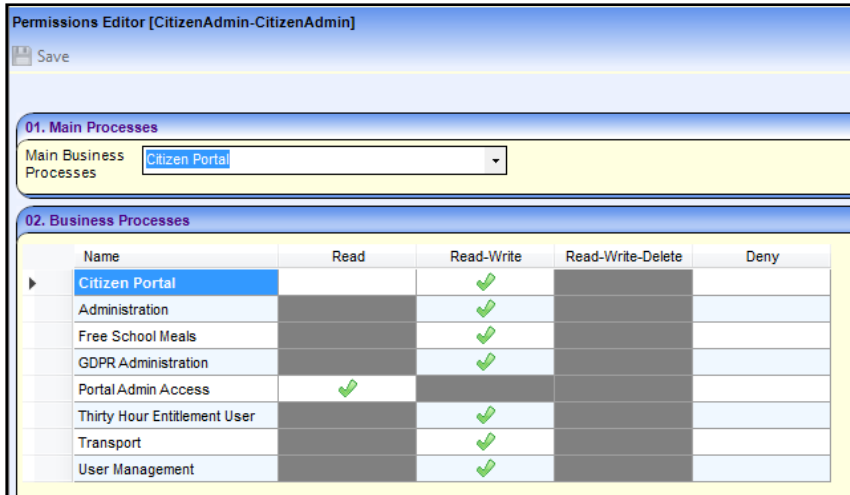 Permissions Editor [CitizenAdmin-CitizenAdmin]
Save
01. Main Processes
Main Business Processes
Citizen Portal
02. Business Processes
Name Read Read-Write Read-Write-Delete Deny
Citizen Portal
Administration
Free School Meals
GDPR Administration
Portal Admin Access
Thirty Hour Entitlement User
Transport
User Management